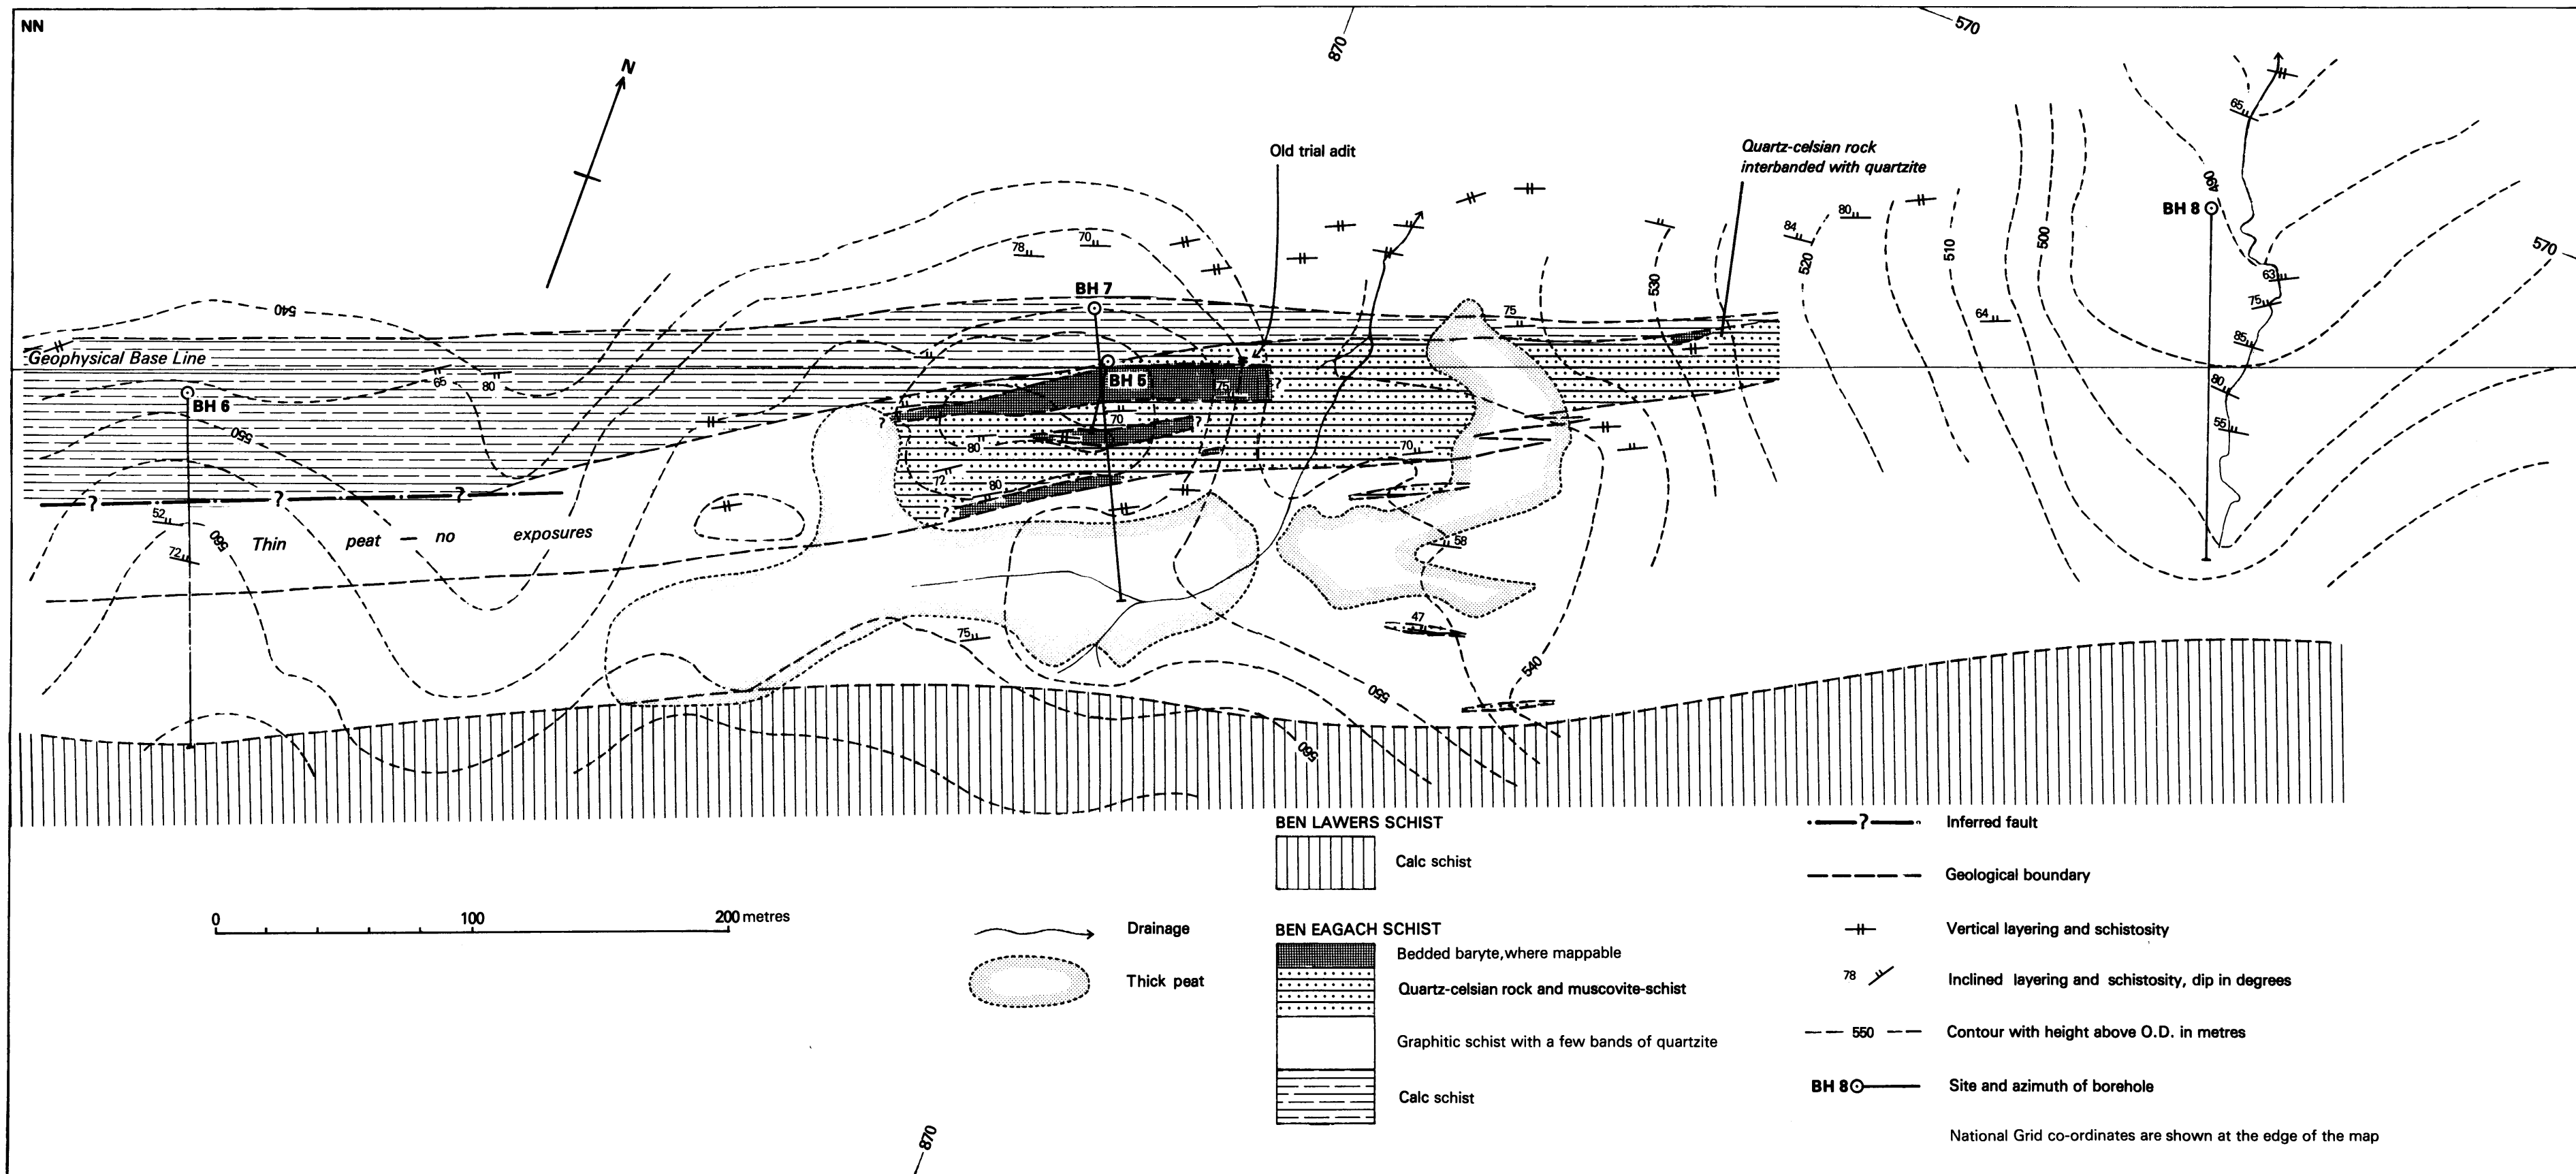 NN
870
570
N
Old trial adit
Quartz-celsian rock
interbanded with quartzite
65
490
BH 8
80
84
520
510
500
570
78
70
530
63
75
BH 7
540
75
64
85
Geophysical Base Line
65
80
BH 6
BH 5
75
?
80
550
?
70
?
80
70
55
72
80
?
? ? ?
52
560
72
Thin peat — no exposures
58
47
75
540
550
560
BEN LAWERS SCHIST
Calc schist
?
Inferred fault
Geological boundary
0 100 200 metres
Drainage
BEN EAGACH SCHIST
Vertical layering and schistosity
Bedded baryte, where mappable
Thick peat
Quartz-celsian rock and muscovite-schist
78
Inclined layering and schistosity, dip in degrees
Graphitic schist with a few bands of quartzite
550
Contour with height above O.D. in metres
Calc schist
BH 8
Site and azimuth of borehole
870
National Grid co-ordinates are shown at the edge of the map